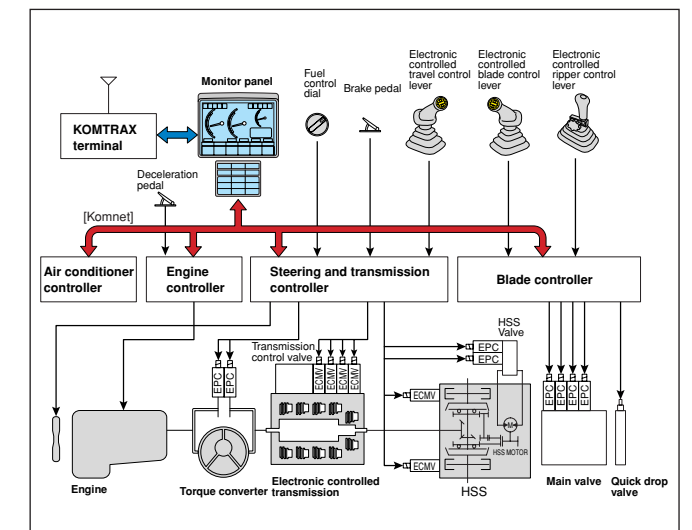 Electronic
controlled
travel control
lever
Electronic
controlled
blade control
lever
Electronic
controlled
ripper control
lever
Fuel
control
dial
Brake pedal
Monitor panel
KOMTRAX
terminal
Deceleration
pedal
[Komnet]
Air conditioner
controller
Engine
controller
Steering and transmission
controller
Blade controller
HSS
Valve
Transmission
control valve
EPC
EPC
ECMV
ECMV
ECMV
ECMV
EPC
EPC
ECMV
ECMV
M
HSS MOTOR
EPC
EPC
EPC
EPC
Engine
Torque converter
Electronic controlled
transmission
HSS
Main valve
Quick drop
valve